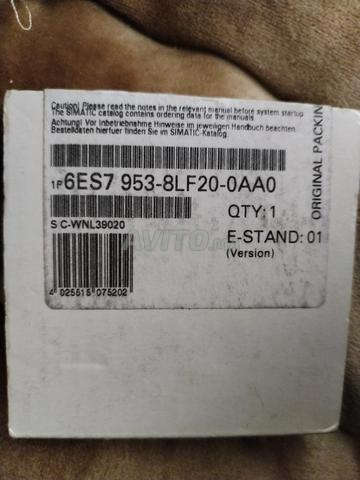 Caution! Please read the notes in the relevant manual before system startup.
The SIMATIC catalog contains ordering data for the manuals.
Achtung! Vor Inbetriebnahme Hinweise im jeweiligen Handbuch beachten.
Bestelldaten hierfuer finden Sie im SIMATIC-Katalog.
1P 6ES7 953-8LF20-0AA0
QTY: 1
S C-WNL39020
E-STAND: 01
(Version)
4 025515 075202
ORIGINAL PACKIN
AVITO